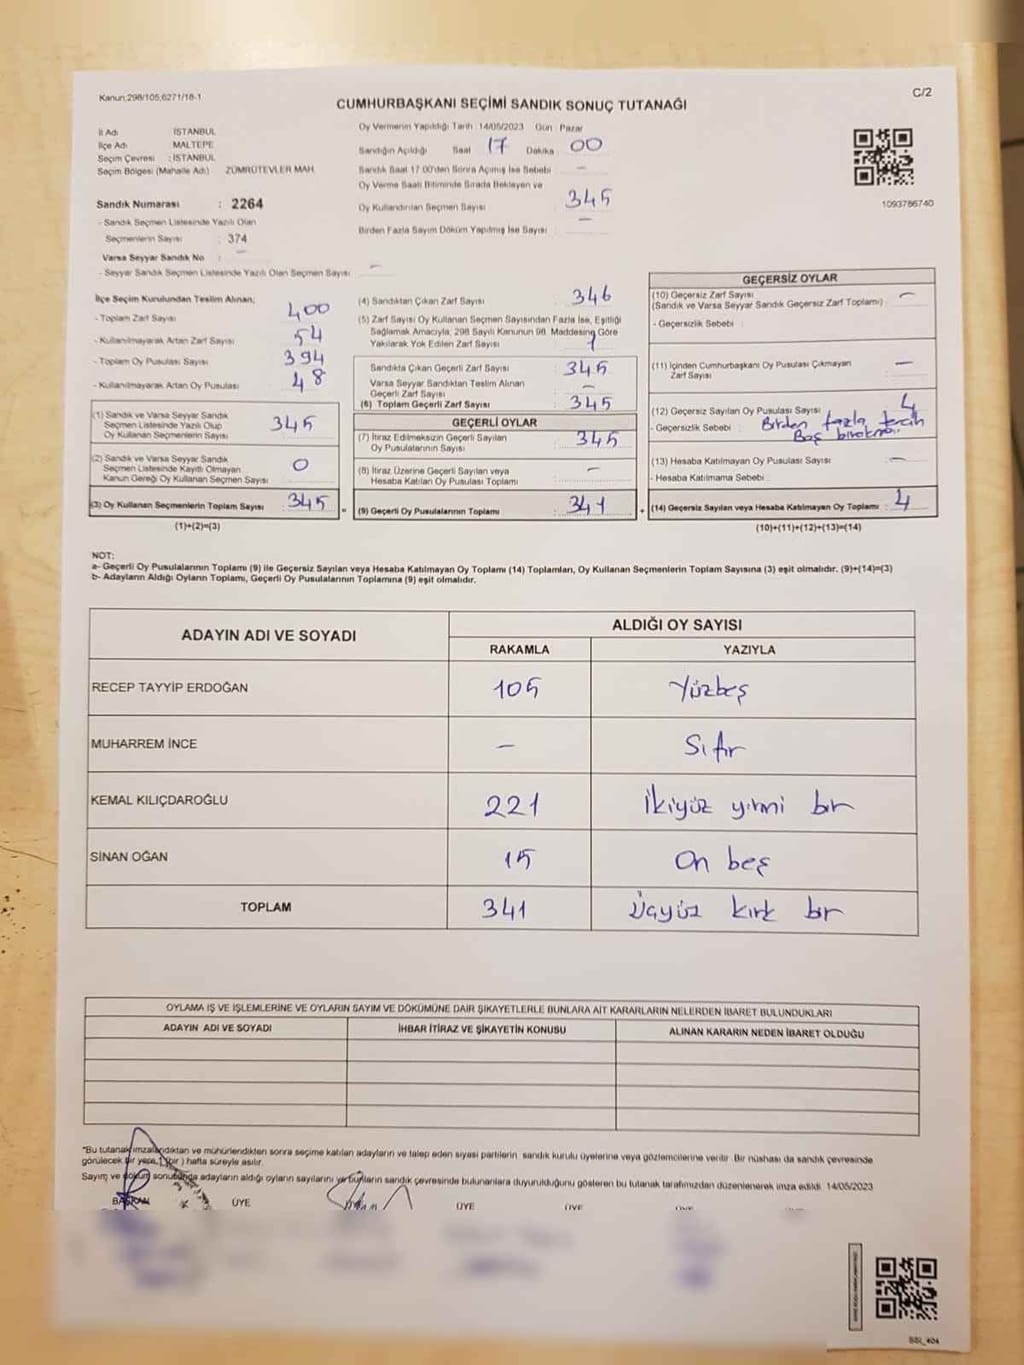 Kanun:298/105,6271/18-1
C/2
CUMHURBAŞKANI SEÇİMİ SANDIK SONUÇ TUTANAĞI
İl Adı : İSTANBUL
İlçe Adı : MALTEPE
Seçim Çevresi : İSTANBUL
Seçim Bölgesi (Mahalle Adı) : ZÜMRÜTEVLER MAH.
Sandık Numarası : 2264
- Sandık Seçmen Listesinde Yazılı Olan
Seçmenlerin Sayısı : 374
Varsa Seyyar Sandık No : –
- Seyyar Sandık Seçmen Listesinde Yazılı Olan Seçmen Sayısı : –
Oy Vermenin Yapıldığı Tarih : 14/05/2023 Gün : Pazar
Sandığın Açıldığı Saat : 17 Dakika : 00
Sandık Saat 17.00'den Sonra Açılmış İse Sebebi : –
Oy Verme Saati Bitiminde Sırada Bekleyen ve
Oy Kullandırılan Seçmen Sayısı : 345
Birden Fazla Sayım Döküm Yapılmış İse Sayısı : –
1093786740
İlçe Seçim Kurulundan Teslim Alınan;
- Toplam Zarf Sayısı : 400
- Kullanılmayarak Artan Zarf Sayısı : 54
- Toplam Oy Pusulası Sayısı : 394
- Kullanılmayarak Artan Oy Pusulası : 48
(1) Sandık ve Varsa Seyyar Sandık
Seçmen Listesinde Yazılı Olup
Oy Kullanan Seçmenlerin Sayısı : 345
(2) Sandık ve Varsa Seyyar Sandık
Seçmen Listesinde Kayıtlı Olmayan
Kanun Gereği Oy Kullanan Seçmen Sayısı : 0
(3) Oy Kullanan Seçmenlerin Toplam Sayısı : 345
(1)+(2)=(3)
(4) Sandıktan Çıkan Zarf Sayısı : 346
(5) Zarf Sayısı Oy Kullanan Seçmen Sayısından Fazla İse, Eşitliği
Sağlamak Amacıyla, 298 Sayılı Kanunun 98. Maddesine Göre
Yakılarak Yok Edilen Zarf Sayısı : 1
Sandıkta Çıkan Geçerli Zarf Sayısı : 345
Varsa Seyyar Sandıktan Teslim Alınan
Geçerli Zarf Sayısı : –
(6) Toplam Geçerli Zarf Sayısı : 345
GEÇERLİ OYLAR
(7) İtiraz Edilmeksizin Geçerli Sayılan
Oy Pusulalarının Sayısı : 345
(8) İtiraz Üzerine Geçerli Sayılan veya
Hesaba Katılan Oy Pusulası Toplamı : –
= (9) Geçerli Oy Pusulalarının Toplamı : 341
GEÇERSİZ OYLAR
(10) Geçersiz Zarf Sayısı : –
(Sandık ve Varsa Seyyar Sandık Geçersiz Zarf Toplamı)
- Geçersizlik Sebebi :
(11) İçinden Cumhurbaşkanı Oy Pusulası Çıkmayan
Zarf Sayısı : –
(12) Geçersiz Sayılan Oy Pusulası Sayısı : 4
- Geçersizlik Sebebi : Birden fazla tercih
Boş bırakma.
(13) Hesaba Katılmayan Oy Pusulası Sayısı : –
- Hesaba Katılmama Sebebi :
+ (14) Geçersiz Sayılan veya Hesaba Katılmayan Oy Toplamı : 4
(10)+(11)+(12)+(13)=(14)
NOT:
a- Geçerli Oy Pusulalarının Toplamı (9) ile Geçersiz Sayılan veya Hesaba Katılmayan Oy Toplamı (14) Toplamları, Oy Kullanan Seçmenlerin Toplam Sayısına (3) eşit olmalıdır. (9)+(14)=(3)
b- Adayların Aldığı Oyların Toplamı, Geçerli Oy Pusulalarının Toplamına (9) eşit olmalıdır.
ADAYIN ADI VE SOYADI
ALDIĞI OY SAYISI
RAKAMLA YAZIYLA
RECEP TAYYİP ERDOĞAN 105 Yüzbeş
MUHARREM İNCE – Sıfır
KEMAL KILIÇDAROĞLU 221 İkiyüz yirmi bir
SİNAN OĞAN 15 On beş
TOPLAM 341 Üçyüz kırk bir
OYLAMA İŞ VE İŞLEMLERİNE VE OYLARIN SAYIM VE DÖKÜMÜNE DAİR ŞİKAYETLERLE BUNLARA AİT KARARLARIN NELERDEN İBARET BULUNDUKLARI
ADAYIN ADI VE SOYADI İHBAR İTİRAZ VE ŞİKAYETİN KONUSU ALINAN KARARIN NEDEN İBARET OLDUĞU
*Bu tutanak imzalandıktan ve mühürlendikten sonra seçime katılan adayların ve talep eden siyasi partilerin sandık kurulu üyelerine veya gözlemcilerine verilir. Bir nüshası da sandık çevresinde
görülecek bir yere, 1 (bir) hafta süreyle asılır.
Sayım ve döküm sonucunda adayların aldığı oyların sayılarını ve bunların sandık çevresinde bulunanlara duyurulduğunu gösteren bu tutanak tarafımızdan düzenlenerek imza edildi. 14/05/2023
BAŞKAN ÜYE ÜYE ÜYE